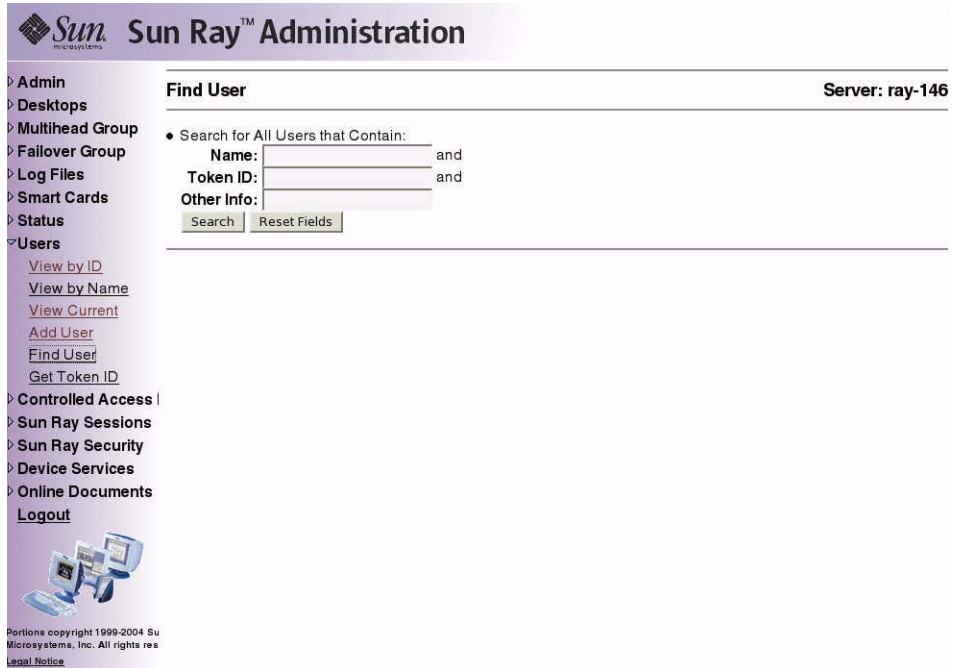 Sun microsystems Sun Ray™ Administration
Admin
Desktops
Multihead Group
Failover Group
Log Files
Smart Cards
Status
Users
View by ID
View by Name
View Current
Add User
Find User
Get Token ID
Controlled Access
Sun Ray Sessions
Sun Ray Security
Device Services
Online Documents
Logout
Portions copyright 1999-2004 Su
Microsystems, Inc. All rights res
Legal Notice
Find User Server: ray-146
Search for All Users that Contain:
Name: and
Token ID: and
Other Info:
Search Reset Fields